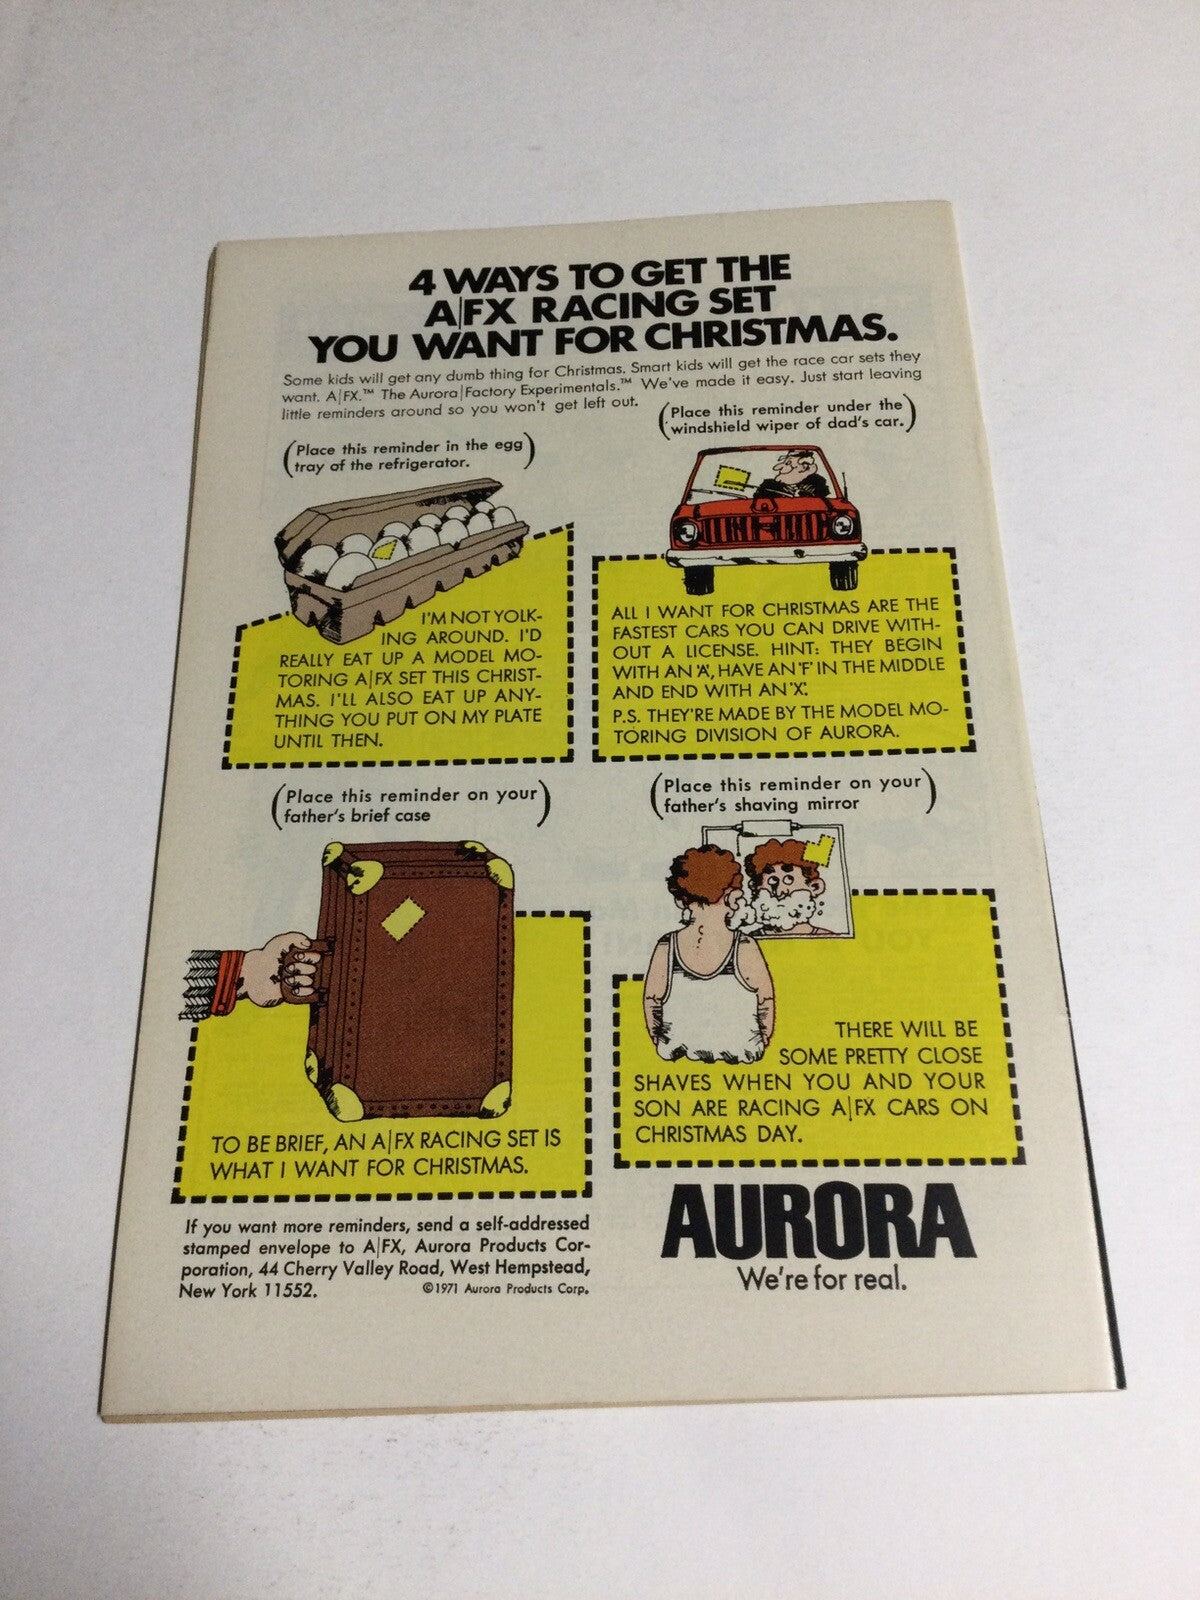 4 WAYS TO GET THE
A|FX RACING SET
YOU WANT FOR CHRISTMAS.
Some kids will get any dumb thing for Christmas. Smart kids will get the race car sets they
want. A|FX.™ The Aurora|Factory Experimentals.™ We've made it easy. Just start leaving
little reminders around so you won't get left out.
(Place this reminder in the egg
tray of the refrigerator.)
I'M NOT YOLK-
ING AROUND. I'D
REALLY EAT UP A MODEL MO-
TORING A|FX SET THIS CHRIST-
MAS. I'LL ALSO EAT UP ANY-
THING YOU PUT ON MY PLATE
UNTIL THEN.
(Place this reminder under the
windshield wiper of dad's car.)
ALL I WANT FOR CHRISTMAS ARE THE
FASTEST CARS YOU CAN DRIVE WITH-
OUT A LICENSE. HINT: THEY BEGIN
WITH AN 'A', HAVE AN 'F' IN THE MIDDLE
AND END WITH AN 'X'.
P.S. THEY'RE MADE BY THE MODEL MO-
TORING DIVISION OF AURORA.
(Place this reminder on your
father's brief case)
TO BE BRIEF, AN A|FX RACING SET IS
WHAT I WANT FOR CHRISTMAS.
(Place this reminder on your
father's shaving mirror)
THERE WILL BE
SOME PRETTY CLOSE
SHAVES WHEN YOU AND YOUR
SON ARE RACING A|FX CARS ON
CHRISTMAS DAY.
If you want more reminders, send a self-addressed
stamped envelope to A|FX, Aurora Products Cor-
poration, 44 Cherry Valley Road, West Hempstead,
New York 11552.
©1971 Aurora Products Corp.
AURORA
We're for real.